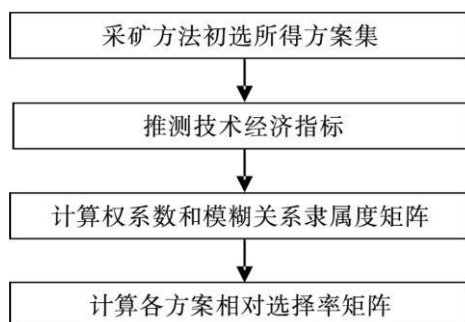 采矿方法初选所得方案集
推测技术经济指标
计算权系数和模糊关系隶属度矩阵
计算各方案相对选择率矩阵